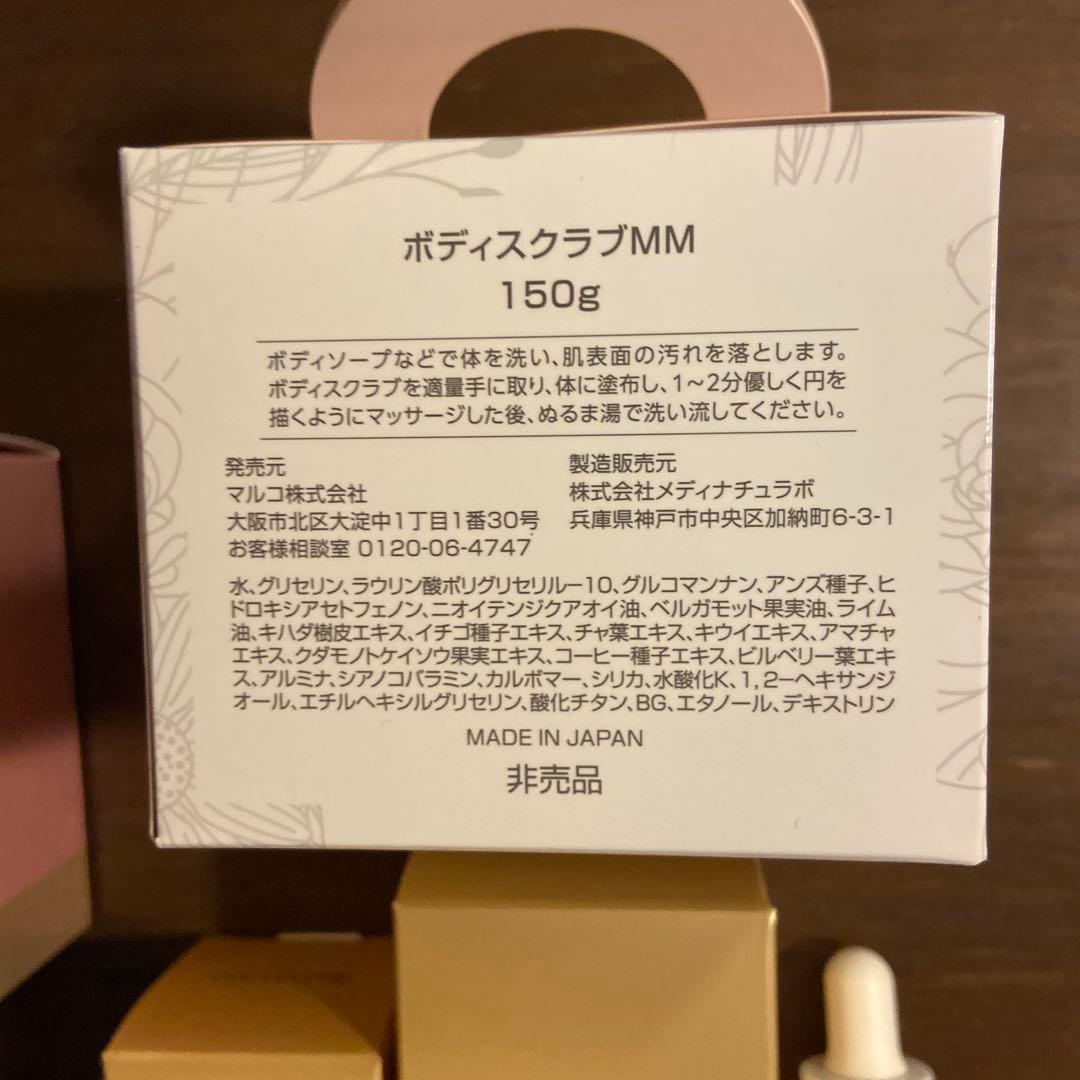 ボディスクラブMM
150g
ボディソープなどで体を洗い、肌表面の汚れを落とします。
ボディスクラブを適量手に取り、体に塗布し、1〜2分優しく円を
描くようにマッサージした後、ぬるま湯で洗い流してください。
発売元
マルコ株式会社
大阪市北区大淀中1丁目1番30号
お客様相談室 0120-06-4747
製造販売元
株式会社メディナチュラボ
兵庫県神戸市中央区加納町6-3-1
水、グリセリン、ラウリン酸ポリグリセリル−10、グルコマンナン、アンズ種子、ヒ
ドロキシアセトフェノン、ニオイテンジクアオイ油、ベルガモット果実油、ライム
油、キハダ樹皮エキス、イチゴ種子エキス、チャ葉エキス、キウイエキス、アマチャ
エキス、クダモノトケイソウ果実エキス、コーヒー種子エキス、ビルベリー葉エキ
ス、アルミナ、シアノコバラミン、カルボマー、シリカ、水酸化K、1,2−ヘキサンジ
オール、エチルヘキシルグリセリン、酸化チタン、BG、エタノール、デキストリン
MADE IN JAPAN
非売品